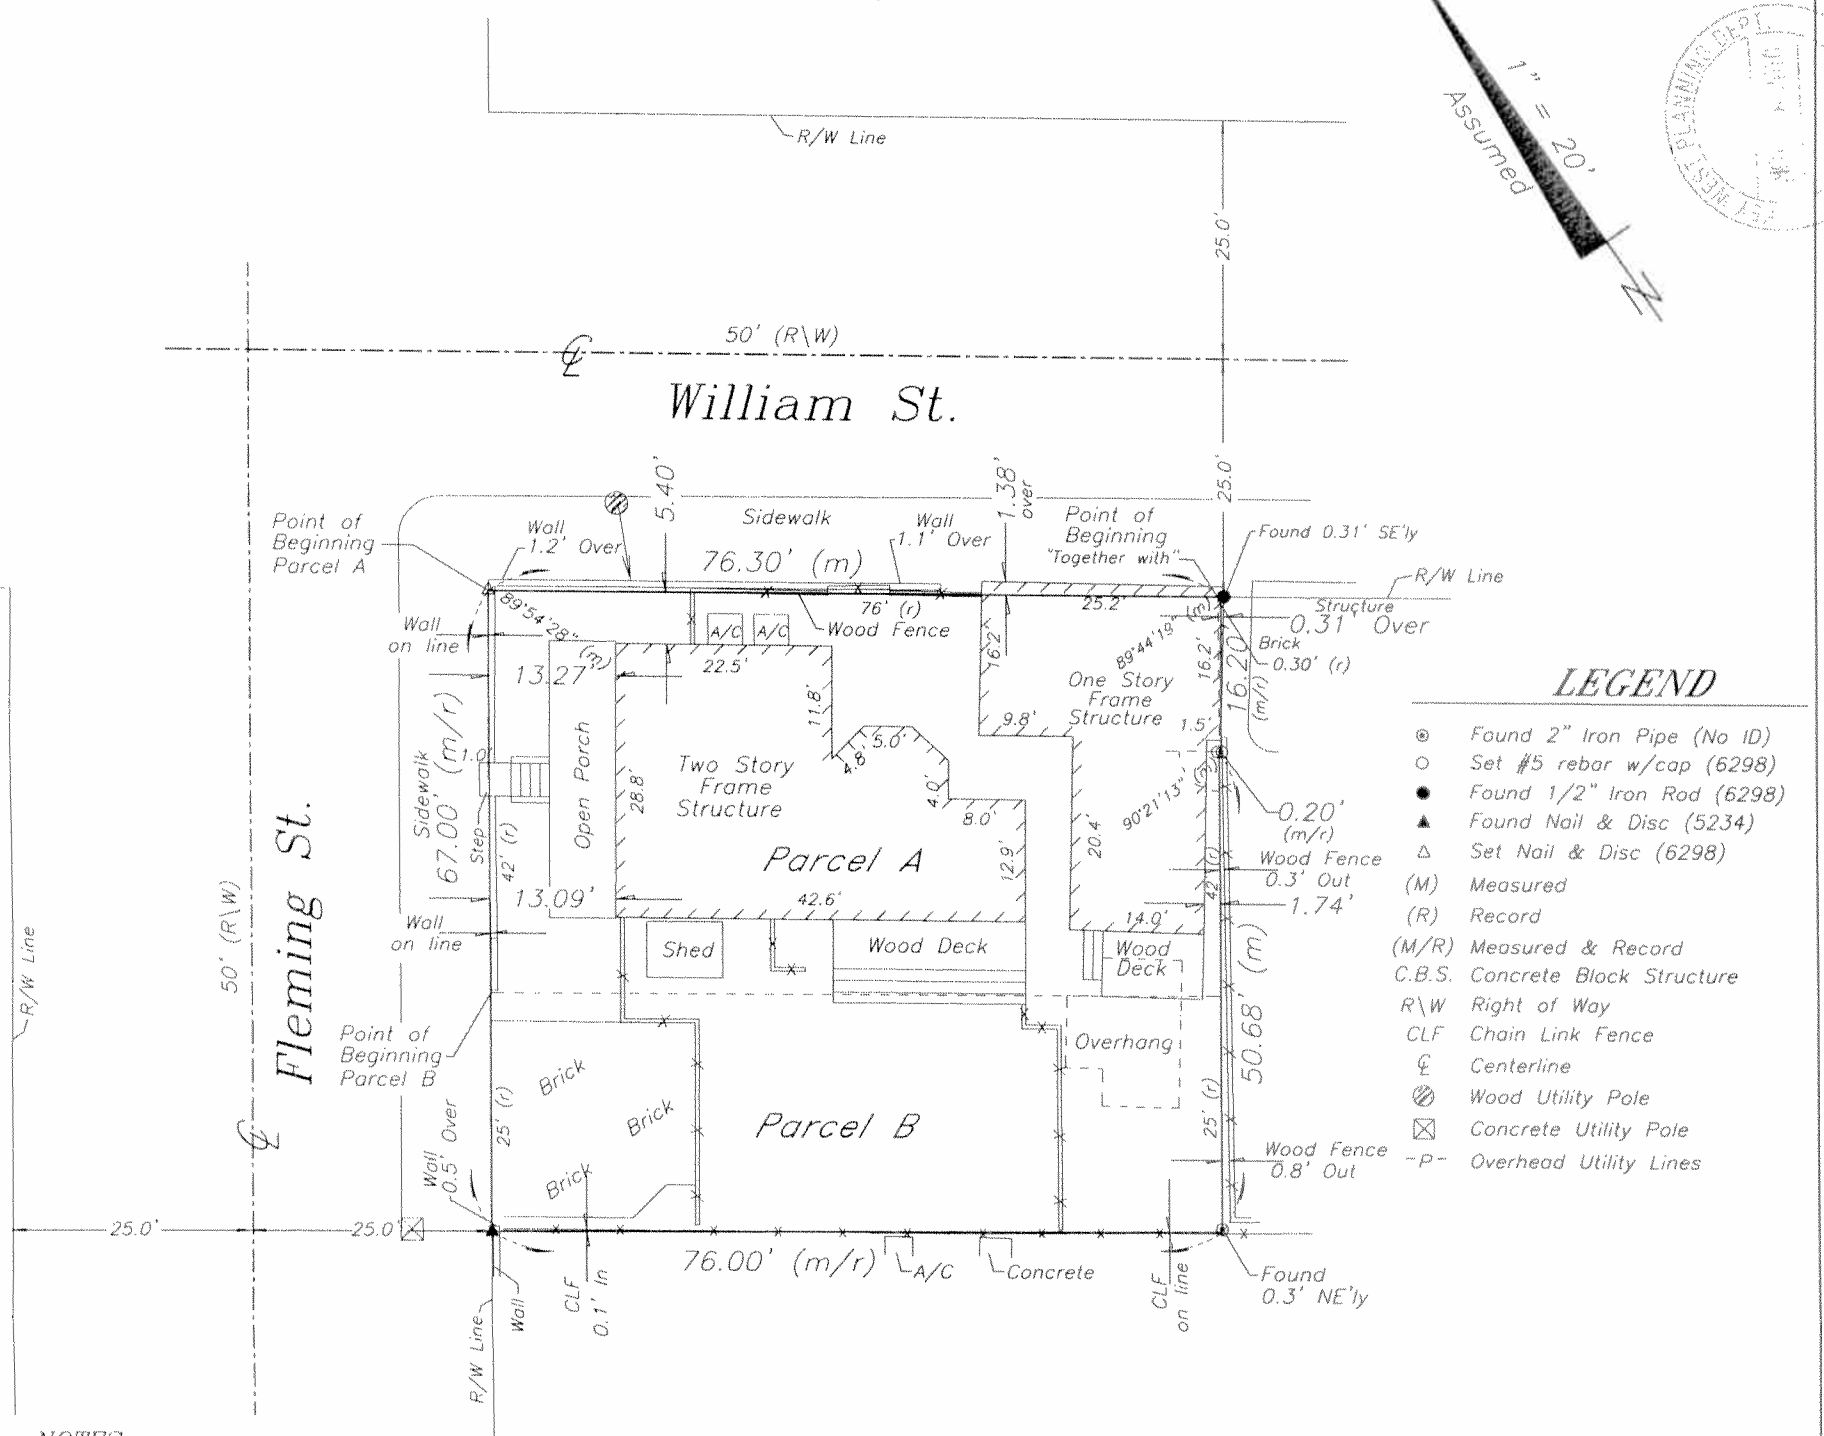 R/W Line
1" = 20'
Assumed
N
KEY WEST PLANNING DEPT.
25.0'
50' (R\W)
William St.
5.40'
1.38'
over
25.0'
Sidewalk
Point of
Beginning
Parcel A
Wall
1.2' Over
76.30' (m)
Wall
1.1' Over
Point of
Beginning
"Together with"
Found 0.31' SE'ly
R/W Line
76' (r)
25.2'
Structure
0.31' Over
Brick
0.30' (r)
89°54'28"
(m)
Wall
on line
A/C
A/C
Wood Fence
16.2'
89°44'19"
(m)
16.2'
16.20'
(m/r)
13.27'
22.5'
11.8'
One Story
Frame
Structure
9.8'
1.5'
5.0'
4.8'
4.0'
8.0'
Two Story
Frame
Structure
28.8'
Open Porch
1.0'
Sidewalk
67.00' (m/r)
Step
42' (r)
90°21'13"
(m)
20.4'
0.20'
(m/r)
Parcel A
12.9'
42' (r)
Wood Fence
0.3' Out
1.74'
13.09'
42.6'
14.0'
Wall
on line
Shed
Wood Deck
Wood
Deck
Fleming St.
50' (R\W)
R/W Line
Point of
Beginning
Parcel B
Overhang
50.68' (m)
Brick
Brick
Brick
25' (r)
Parcel B
25' (r)
Wall
0.5' Over
Wood Fence
0.8' Out
25.0'
25.0'
76.00' (m/r)
A/C
Concrete
Found
0.3' NE'ly
R/W Line
Wall
CLF
0.1' In
CLF
on line
LEGEND
Found 2" Iron Pipe (No ID)
Set #5 rebar w/cap (6298)
Found 1/2" Iron Rod (6298)
Found Nail & Disc (5234)
Set Nail & Disc (6298)
(M) Measured
(R) Record
(M/R) Measured & Record
C.B.S. Concrete Block Structure
R\W Right of Way
CLF Chain Link Fence
℄ Centerline
Wood Utility Pole
Concrete Utility Pole
-P- Overhead Utility Lines
NOTES